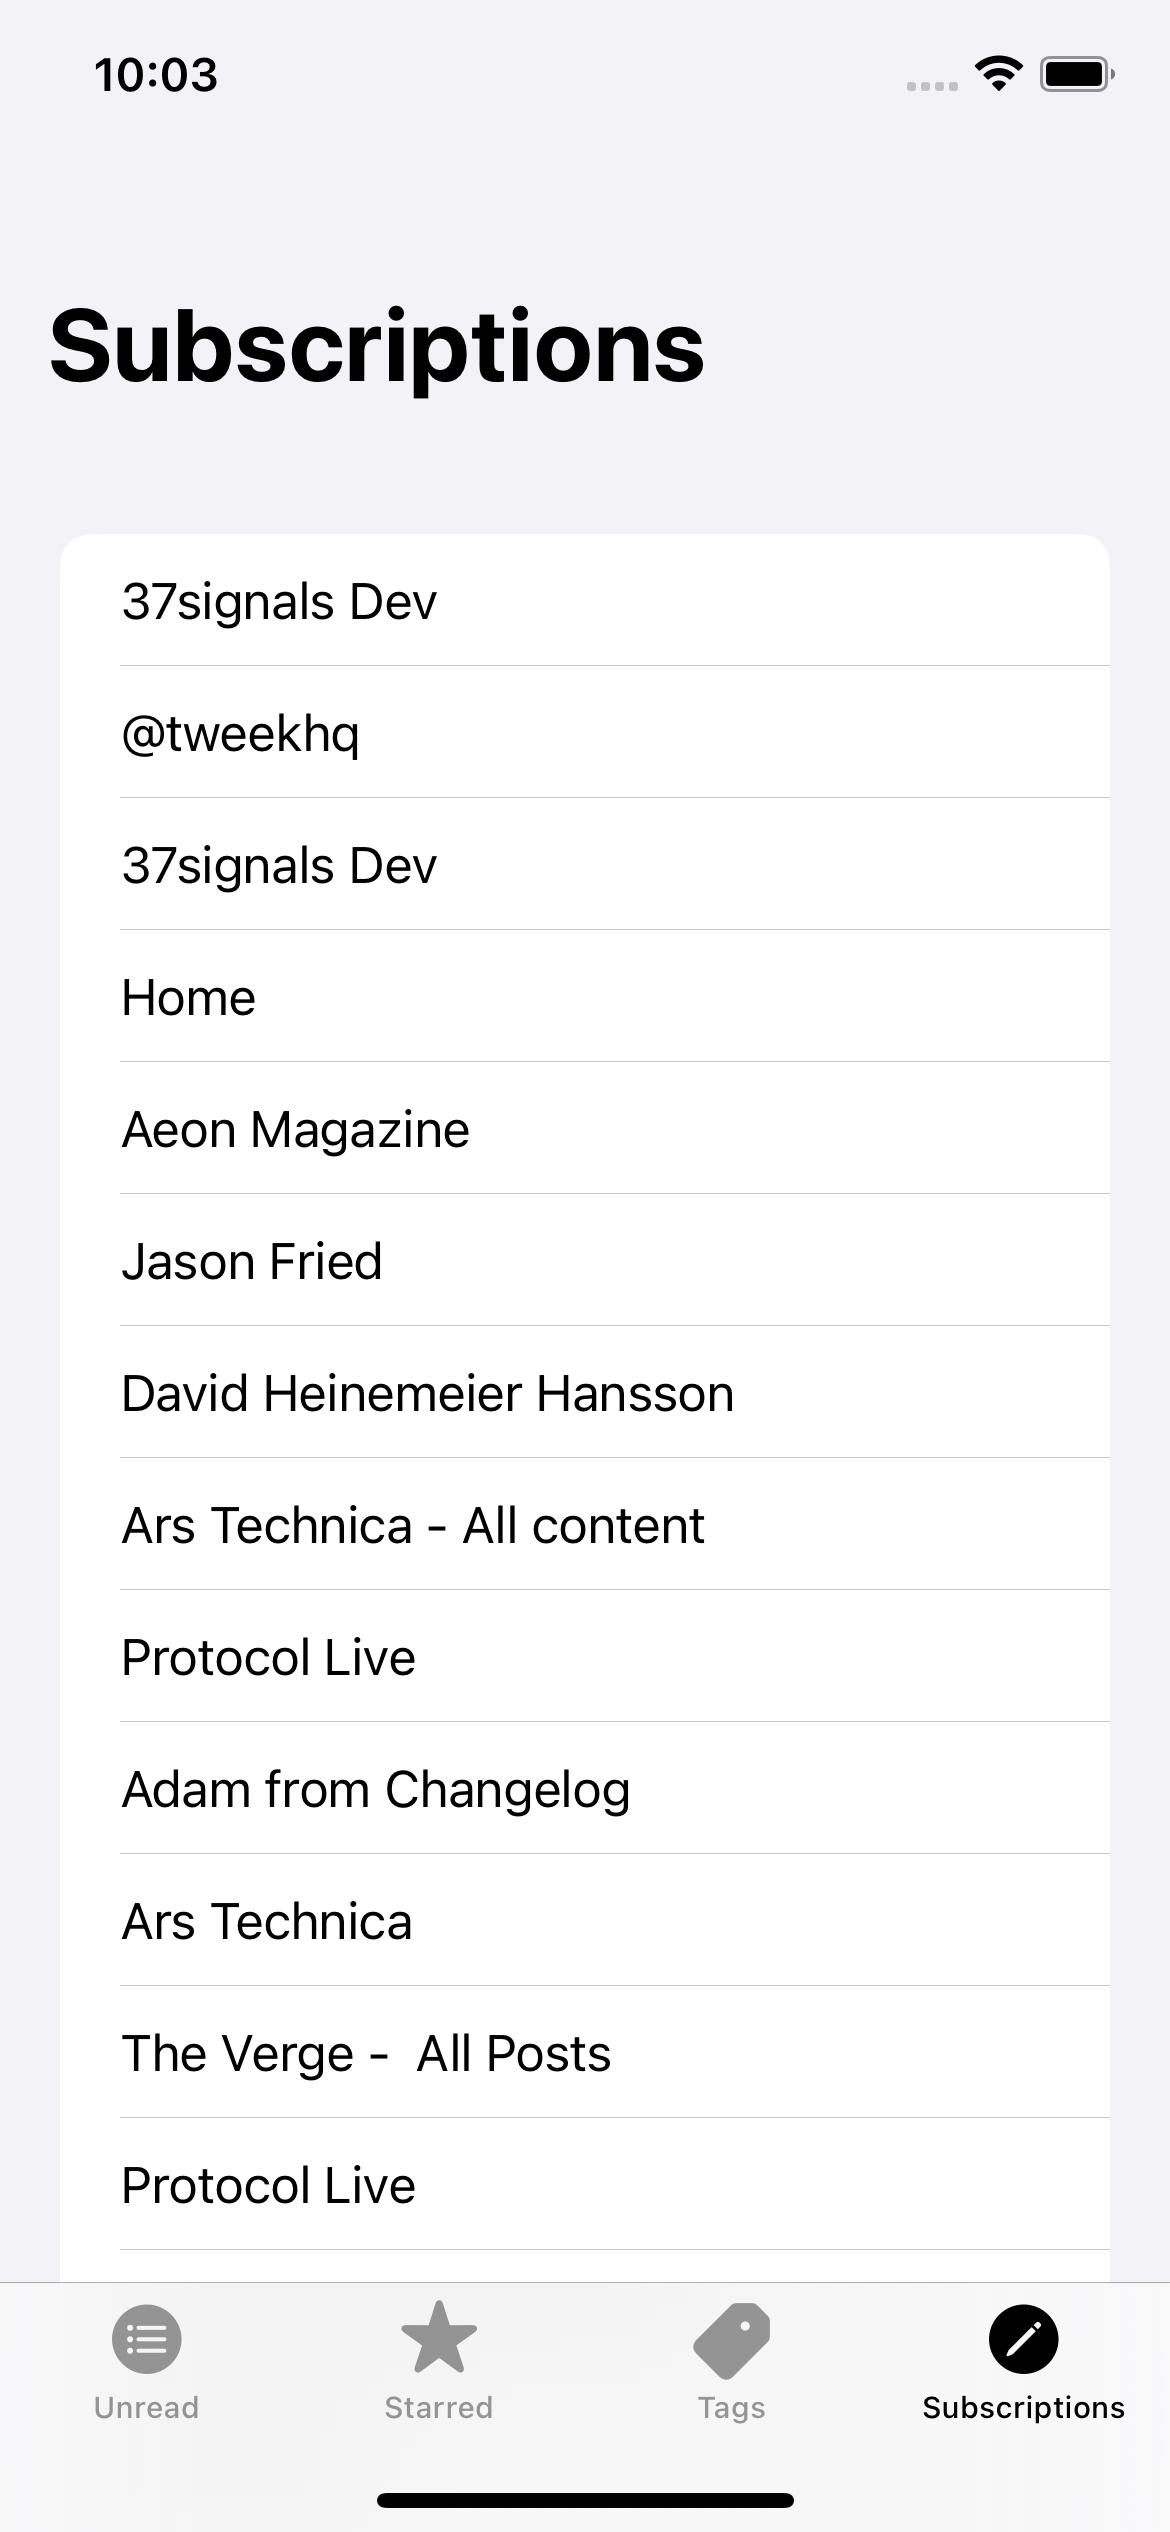 10:03
Subscriptions
37signals Dev
@tweekhq
37signals Dev
Home
Aeon Magazine
Jason Fried
David Heinemeier Hansson
Ars Technica - All content
Protocol Live
Adam from Changelog
Ars Technica
The Verge -  All Posts
Protocol Live
Unread
Starred
Tags
Subscriptions